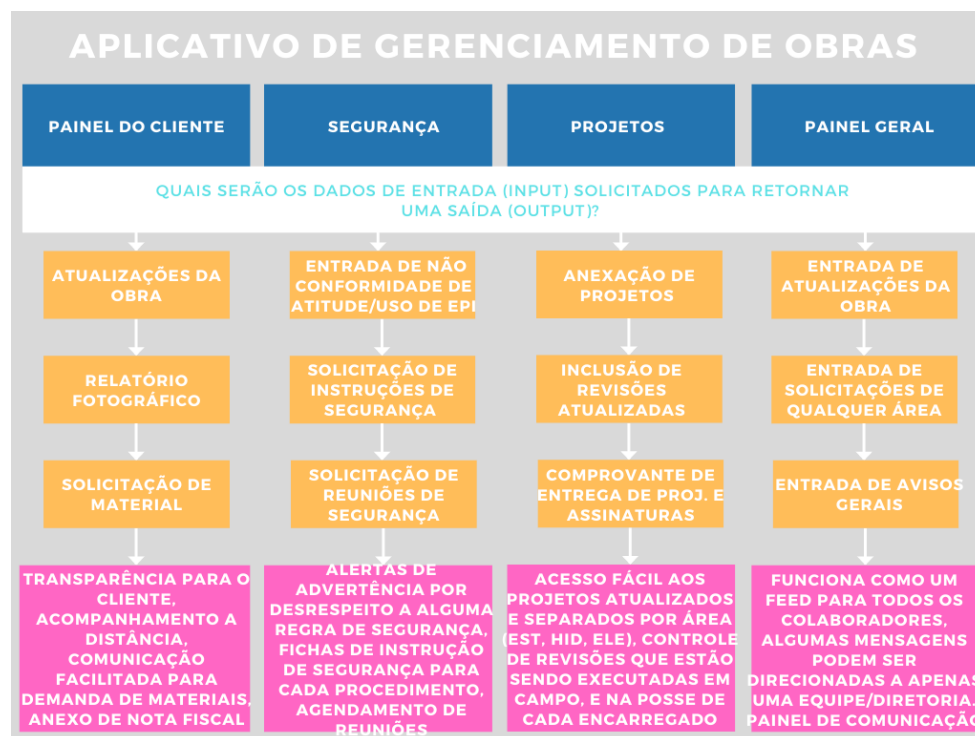 APLICATIVO DE GERENCIAMENTO DE OBRAS
PAINEL DO CLIENTE
SEGURANÇA
PROJETOS
PAINEL GERAL
QUAIS SERÃO OS DADOS DE ENTRADA (INPUT) SOLICITADOS PARA RETORNAR
UMA SAÍDA (OUTPUT)?
ATUALIZAÇÕES DA
OBRA
RELATÓRIO
FOTOGRÁFICO
SOLICITAÇÃO DE
MATERIAL
TRANSPARÊNCIA PARA O
CLIENTE,
ACOMPANHAMENTO A
DISTÂNCIA,
COMUNICAÇÃO
FACILITADA PARA
DEMANDA DE MATERIAIS,
ANEXO DE NOTA FISCAL
ENTRADA DE NÃO
CONFORMIDADE DE
ATITUDE/USO DE EPI
SOLICITAÇÃO DE
INSTRUÇÕES DE
SEGURANÇA
SOLICITAÇÃO DE
REUNIÕES DE
SEGURANÇA
ALERTAS DE
ADVERTÊNCIA POR
DESRESPEITO A ALGUMA
REGRA DE SEGURANÇA,
FICHAS DE INSTRUÇÃO
DE SEGURANÇA PARA
CADA PROCEDIMENTO,
AGENDAMENTO DE
REUNIÕES
ANEXAÇÃO DE
PROJETOS
INCLUSÃO DE
REVISÕES
ATUALIZADAS
COMPROVANTE DE
ENTREGA DE PROJ. E
ASSINATURAS
ACESSO FÁCIL AOS
PROJETOS ATUALIZADOS
E SEPARADOS POR ÁREA
(EST, HID, ELE), CONTROLE
DE REVISÕES QUE ESTÃO
SENDO EXECUTADAS EM
CAMPO, E NA POSSE DE
CADA ENCARREGADO
ENTRADA DE
ATUALIZAÇÕES DA
OBRA
ENTRADA DE
SOLICITAÇÕES DE
QUALQUER ÁREA
ENTRADA DE AVISOS
GERAIS
FUNCIONA COMO UM
FEED PARA TODOS OS
COLABORADORES,
ALGUMAS MENSAGENS
PODEM SER
DIRECIONADAS A APENAS
UMA EQUIPE/DIRETORIA.
PAINEL DE COMUNICAÇÃO